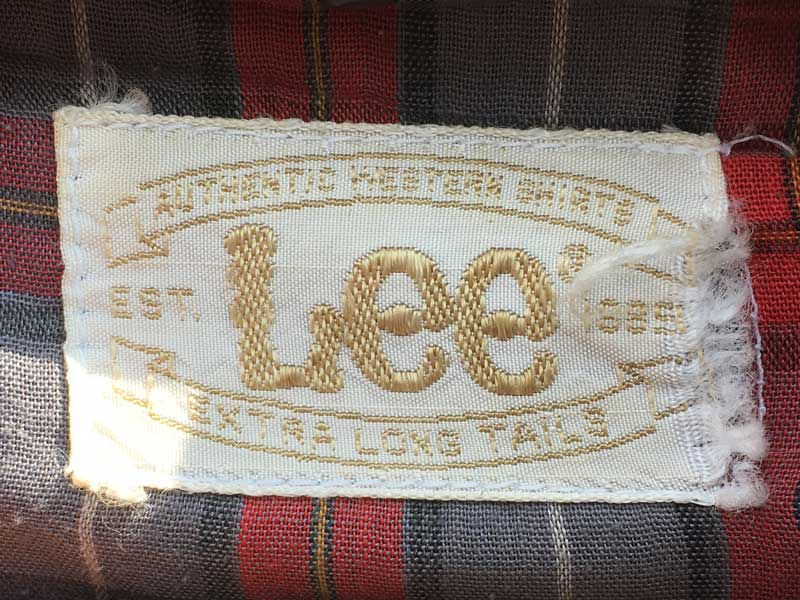 AUTHENTIC WESTERN SHIRTS
Lee®
EST. 1889
EXTRA LONG TAILS